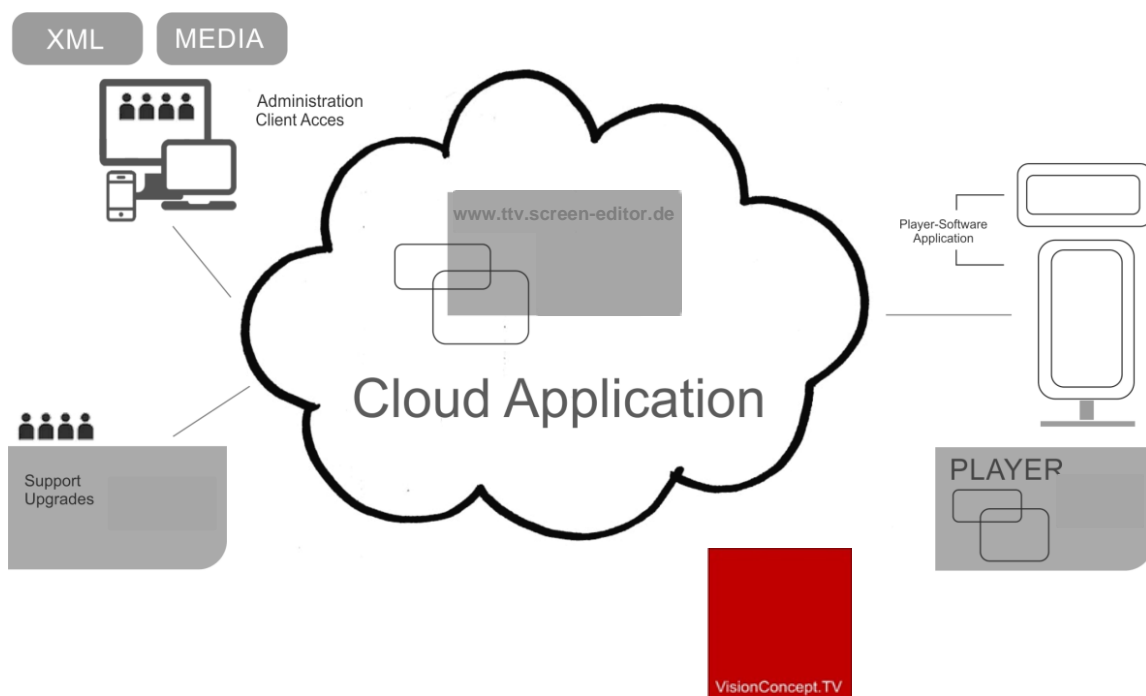 XML
MEDIA
Administration
Client Acces
www.ttv.screen-editor.de
Player-Software
Application
Cloud Application
Support
Upgrades
PLAYER
VisionConcept.TV